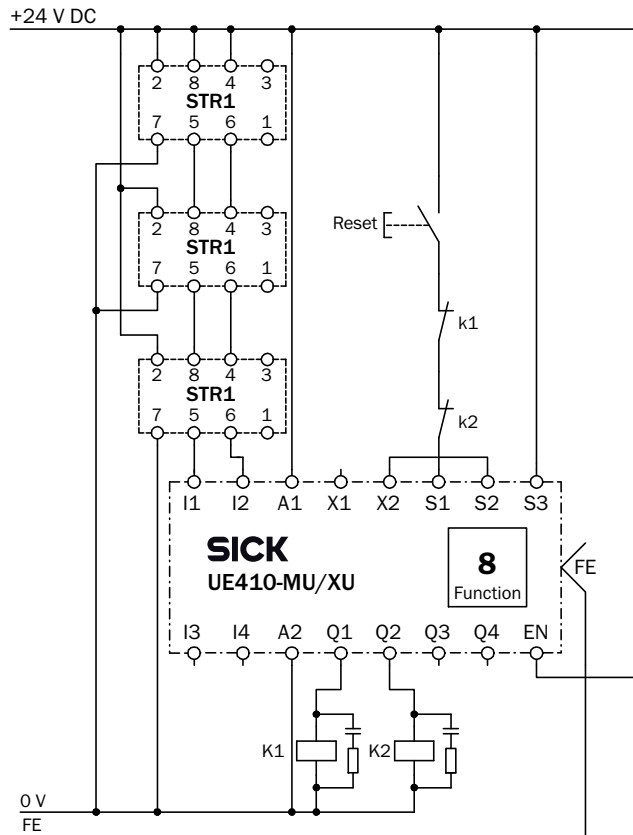 +24 V DC
2 8 4 3
STR1
7 5 6 1
2 8 4 3
STR1
7 5 6 1
Reset
k1
2 8 4 3
STR1
7 5 6 1
k2
I1 I2 A1 X1 X2 S1 S2 S3
SICK
UE410-MU/XU
8
Function
FE
I3 I4 A2 Q1 Q2 Q3 Q4 EN
K1
K2
0 V
FE